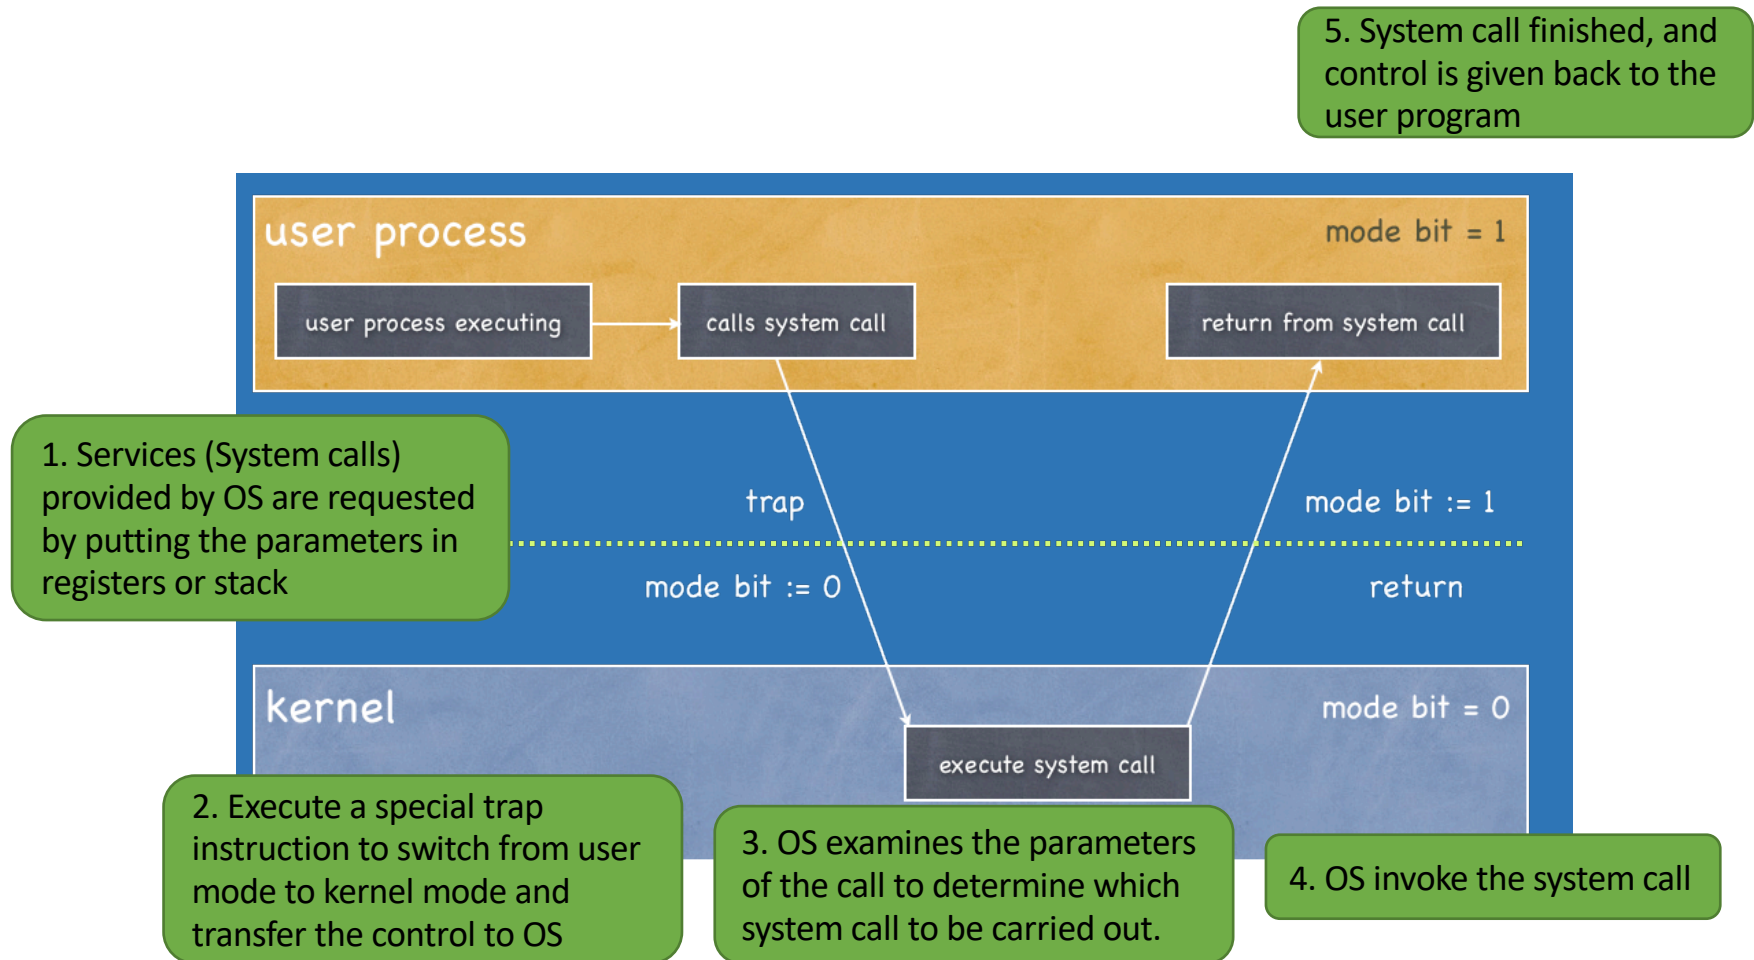 5. System call finished, and
control is given back to the
user program
user process
mode bit = 1
user process executing
calls system call
return from system call
1. Services (System calls)
provided by OS are requested
by putting the parameters in
registers or stack
trap
mode bit := 1
mode bit := 0
return
kernel
mode bit = 0
execute system call
2. Execute a special trap
instruction to switch from user
mode to kernel mode and
transfer the control to OS
3. OS examines the parameters
of the call to determine which
system call to be carried out.
4. OS invoke the system call